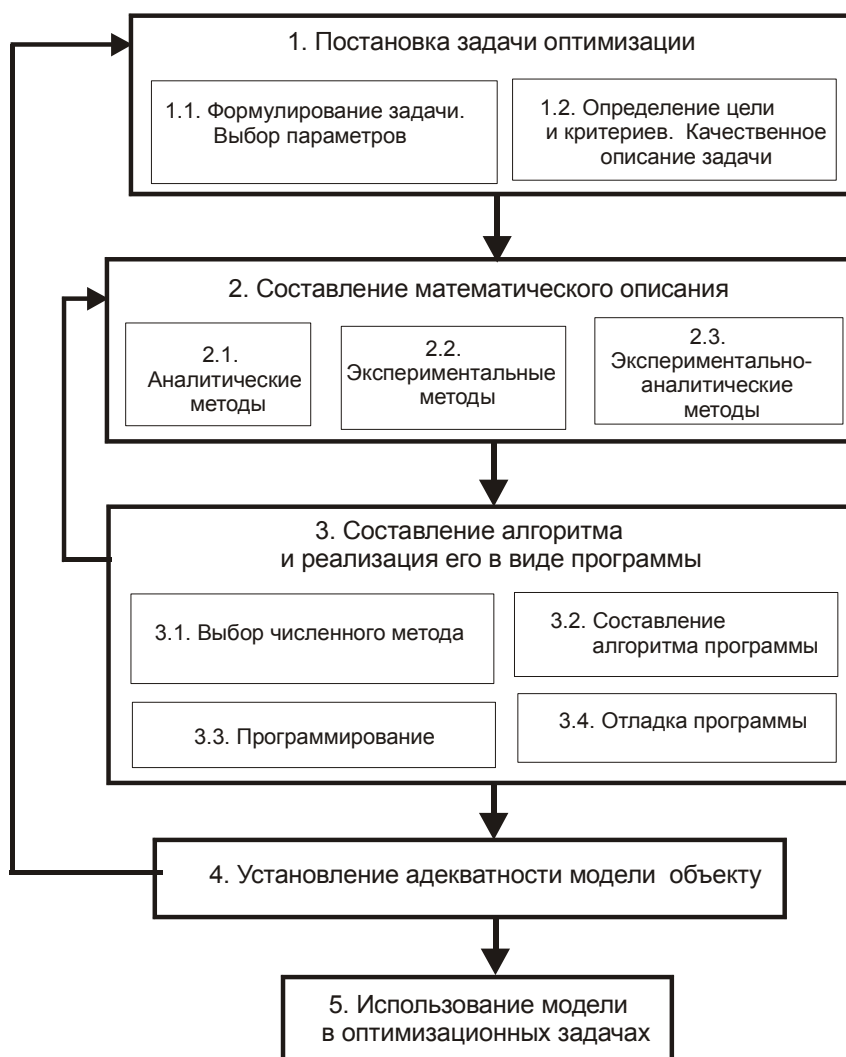 1. Постановка задачи оптимизации
1.1. Формулирование задачи.
Выбор параметров
1.2. Определение цели
и критериев. Качественное
описание задачи
2. Составление математического описания
2.1.
Аналитические
методы
2.2.
Экспериментальные
методы
2.3.
Экспериментально-
аналитические
методы
3. Составление алгоритма
и реализация его в виде программы
3.1. Выбор численного метода
3.2. Составление
алгоритма программы
3.3. Программирование
3.4. Отладка программы
4. Установление адекватности модели объекту
5. Использование модели
в оптимизационных задачах